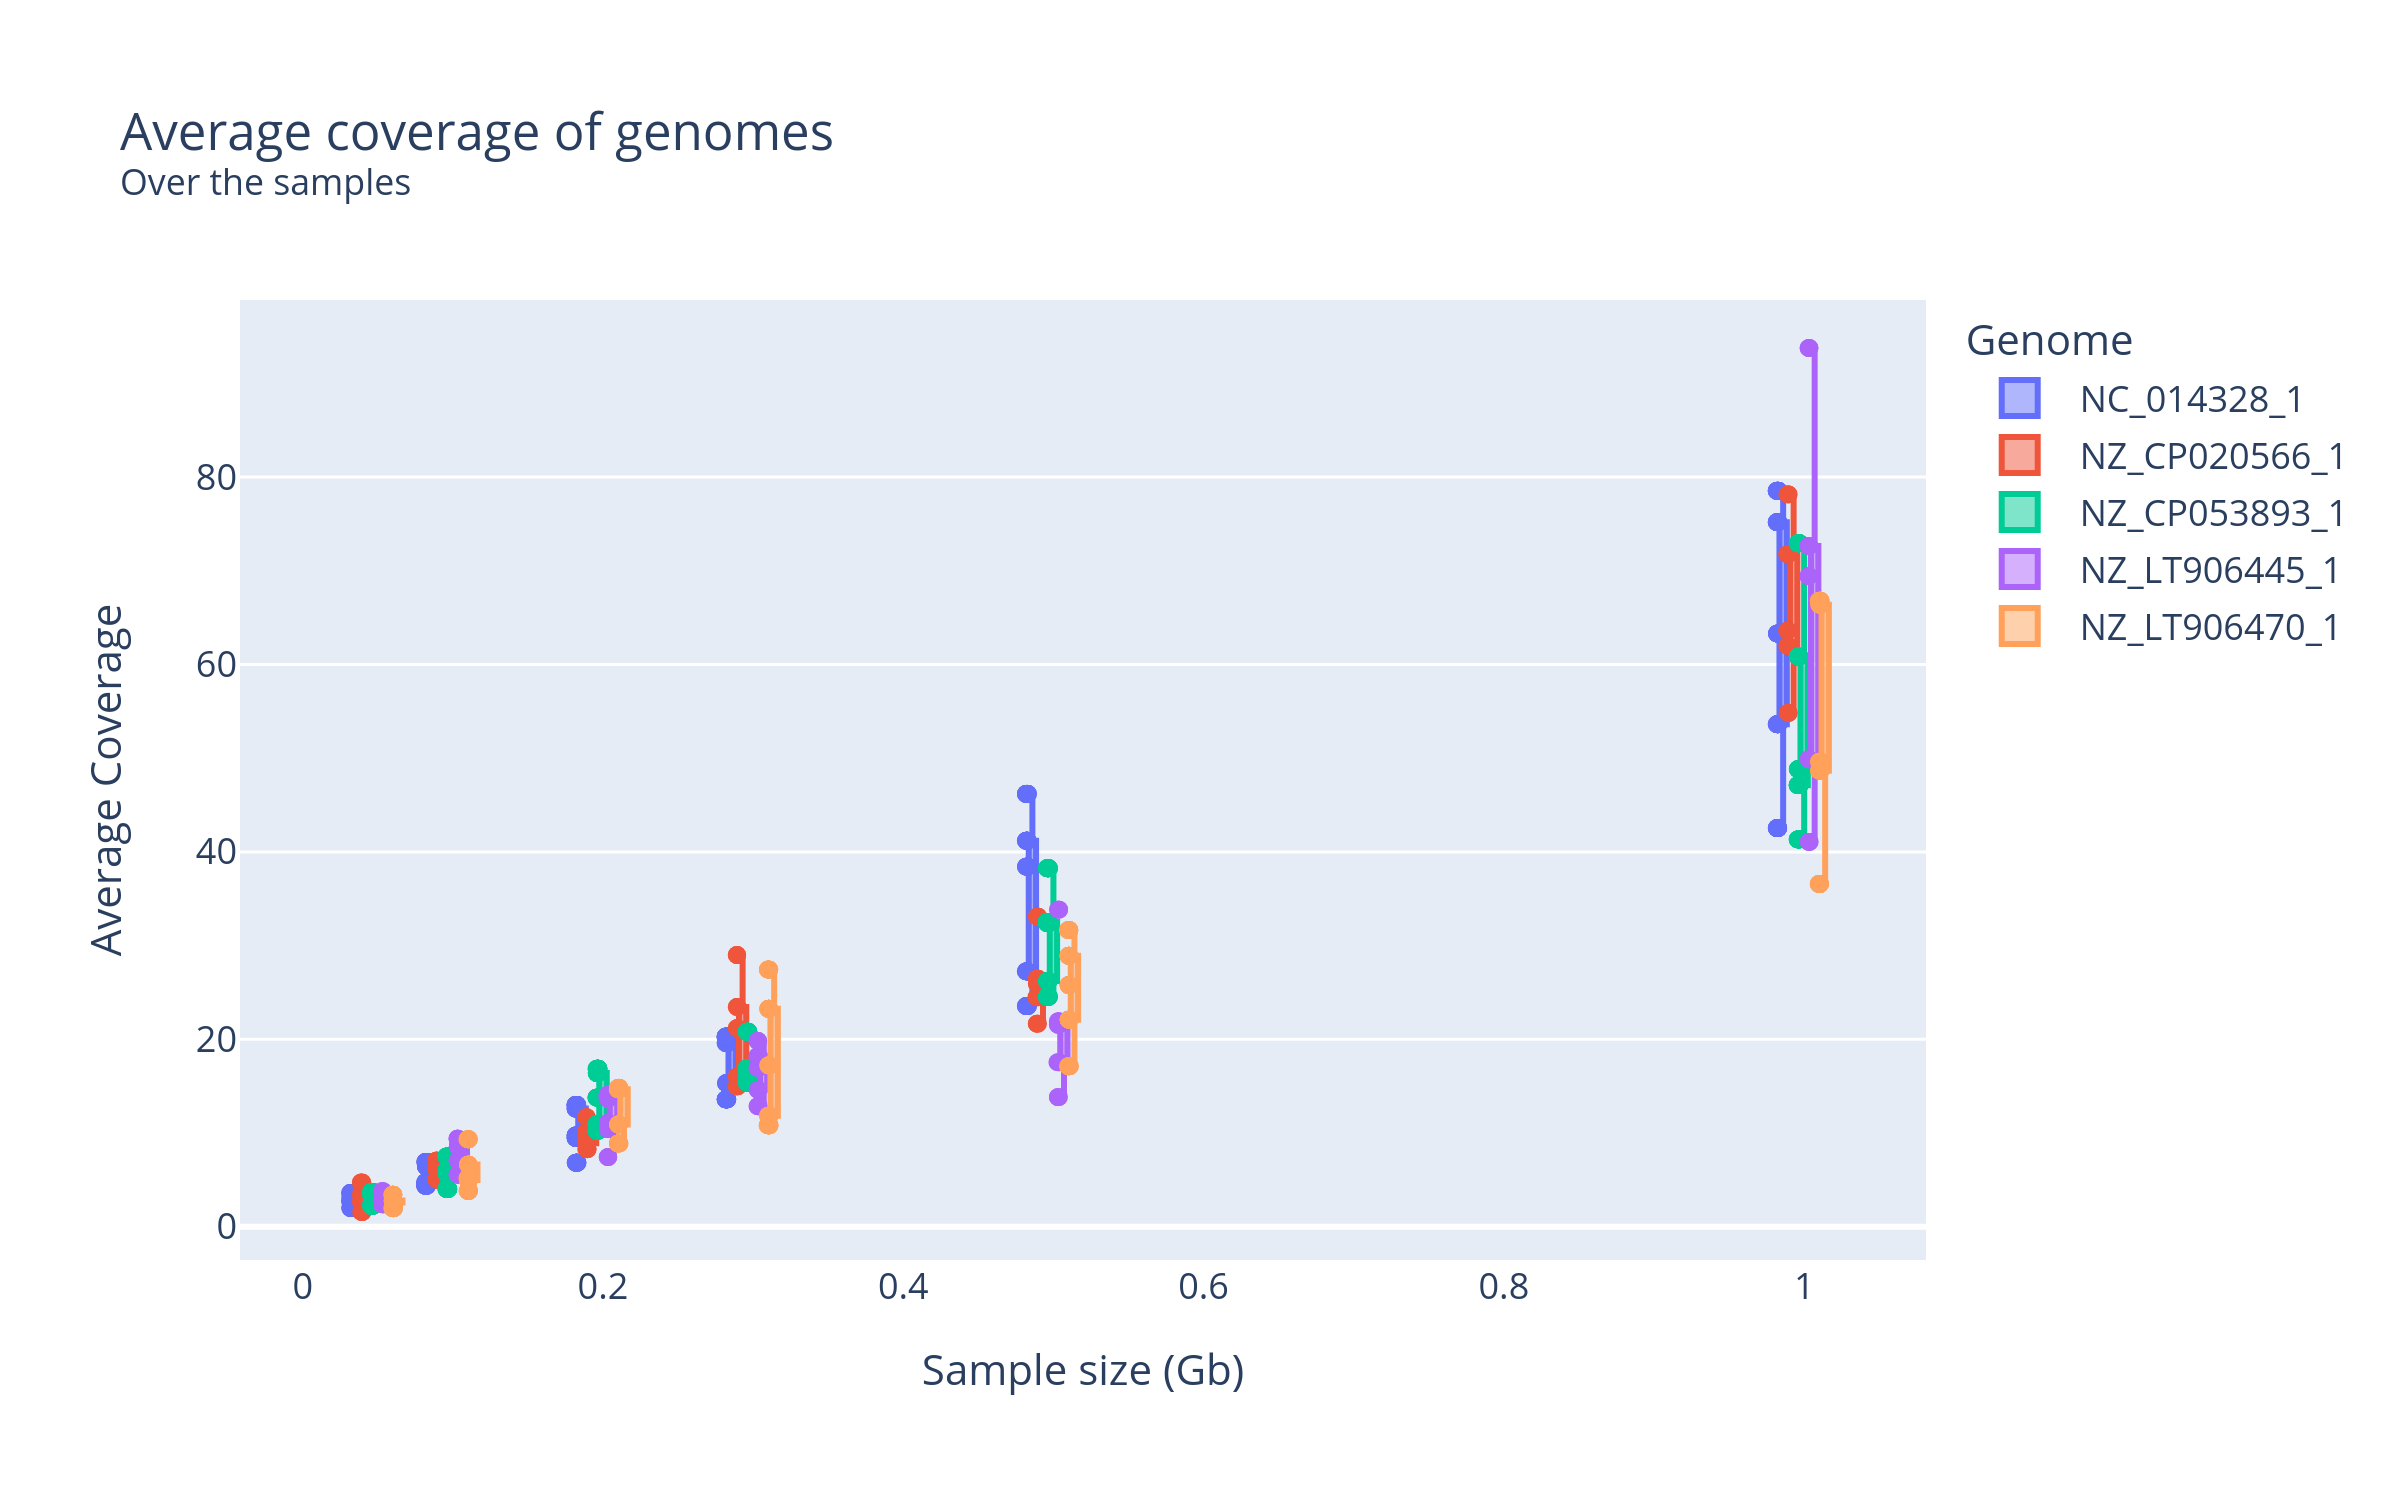 Average coverage of genomes
Over the samples
Genome
NC_014328_1
NZ_CP020566_1
NZ_CP053893_1
NZ_LT906445_1
NZ_LT906470_1
Average Coverage
80
60
40
20
0
0 0.2 0.4 0.6 0.8 1
Sample size (Gb)